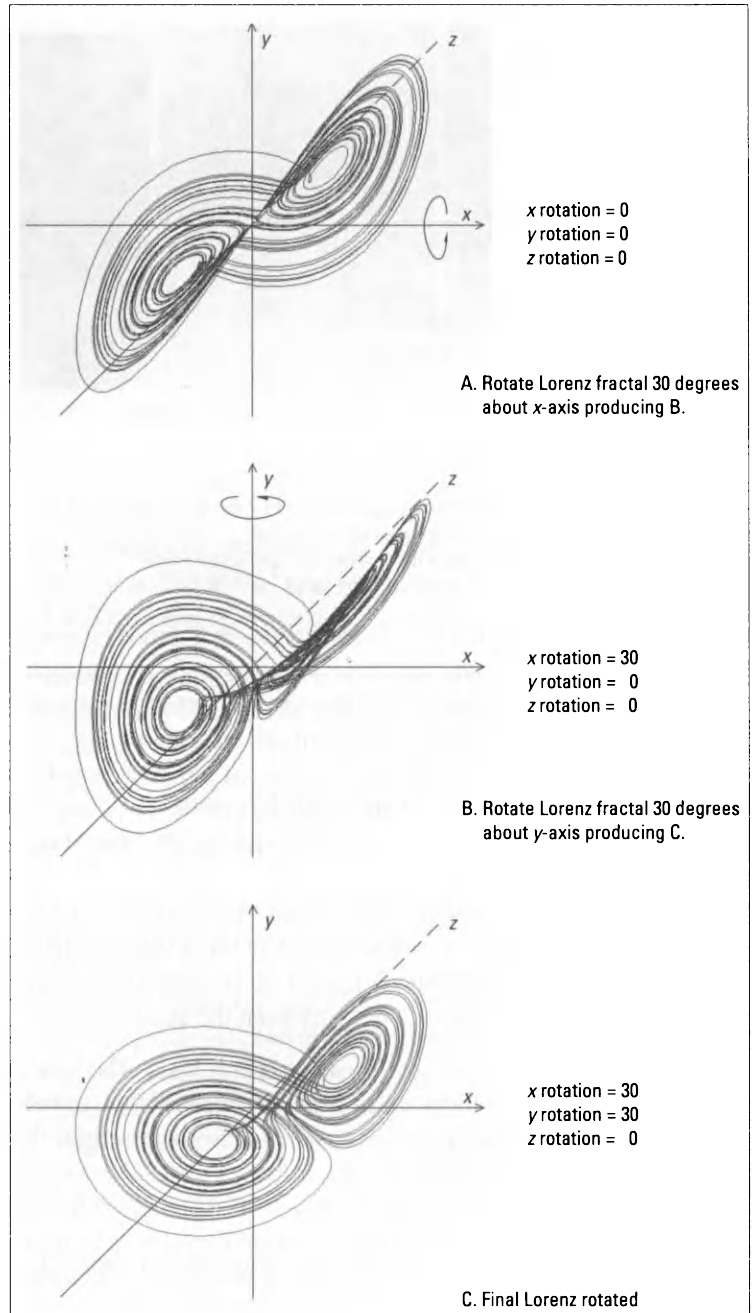 y
z
x
x rotation = 0
y rotation = 0
z rotation = 0
A. Rotate Lorenz fractal 30 degrees
about x-axis producing B.
y
z
x
x rotation = 30
y rotation = 0
z rotation = 0
B. Rotate Lorenz fractal 30 degrees
about y-axis producing C.
y
z
x
x rotation = 30
y rotation = 30
z rotation = 0
C. Final Lorenz rotated